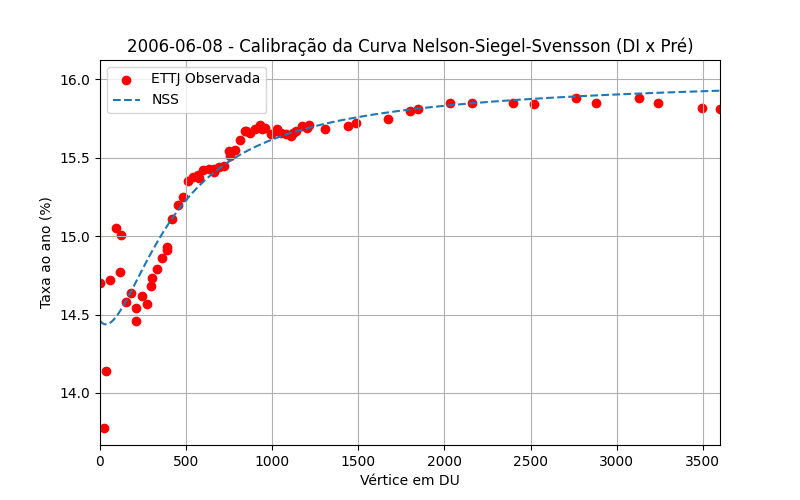 2006-06-08 - Calibração da Curva Nelson-Siegel-Svensson (DI x Pré)
ETTJ Observada
NSS
16.0
15.5
15.0
14.5
14.0
Taxa ao ano (%)
0 500 1000 1500 2000 2500 3000 3500
Vértice em DU